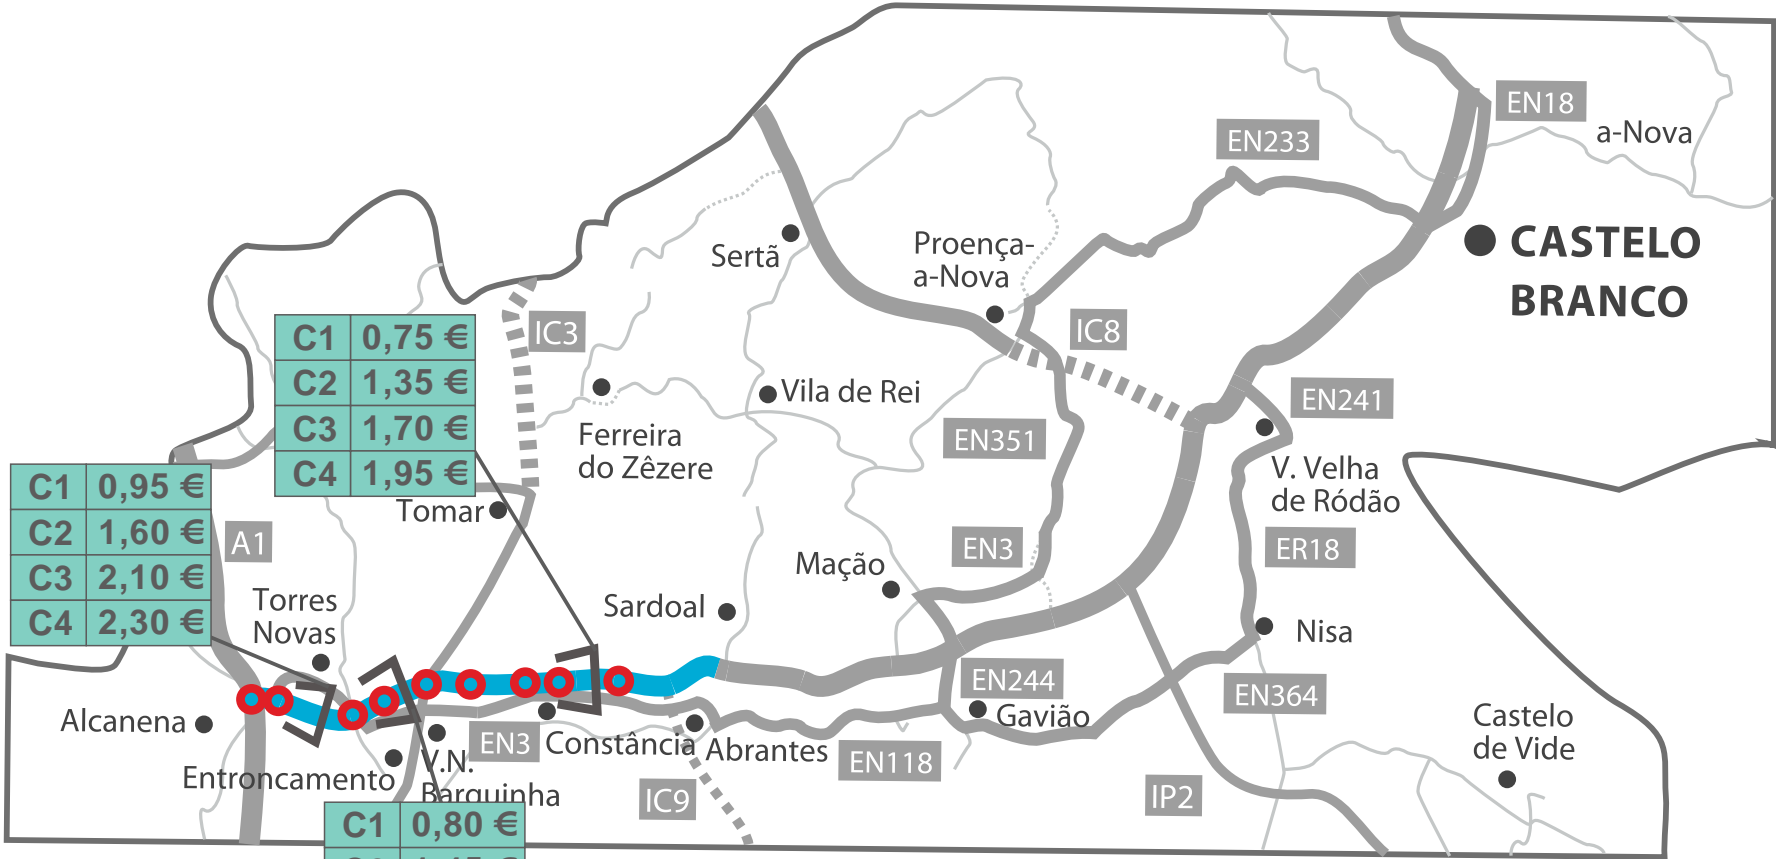 EN18
a-Nova
EN233
CASTELO
BRANCO
Sertã
Proença-
a-Nova
IC3
IC8
C1 0,75 €
C2 1,35 €
C3 1,70 €
C4 1,95 €
Vila de Rei
EN241
Ferreira
do Zêzere
EN351
V. Velha
de Ródão
C1 0,95 €
C2 1,60 €
C3 2,10 €
C4 2,30 €
Tomar
A1
EN3
ER18
Mação
Torres
Novas
Sardoal
Nisa
EN244
EN364
Alcanena
Gavião
Castelo
de Vide
EN3
Constância
Abrantes
EN118
Entroncamento
V.N.
Barquinha
IC9
IP2
C1 0,80 €